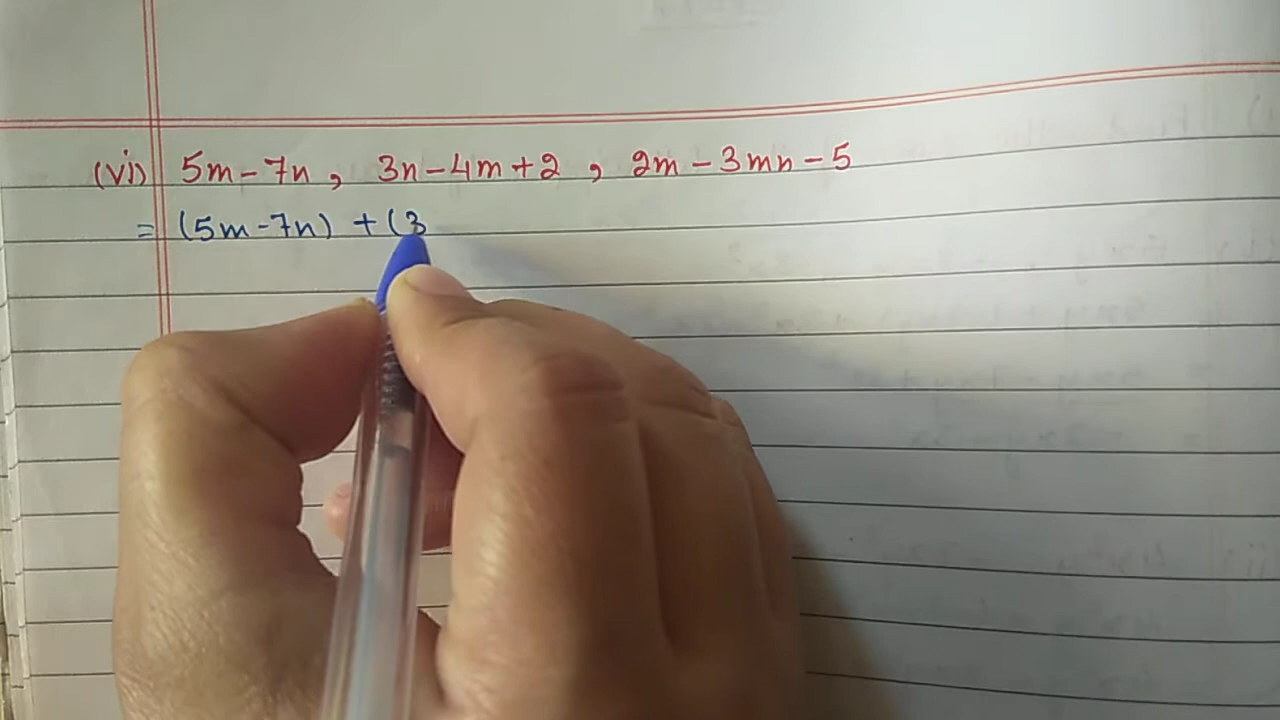 (vi) 5m - 7n , 3n - 4m + 2 , 2m - 3mn - 5
= (5m - 7n) + (3